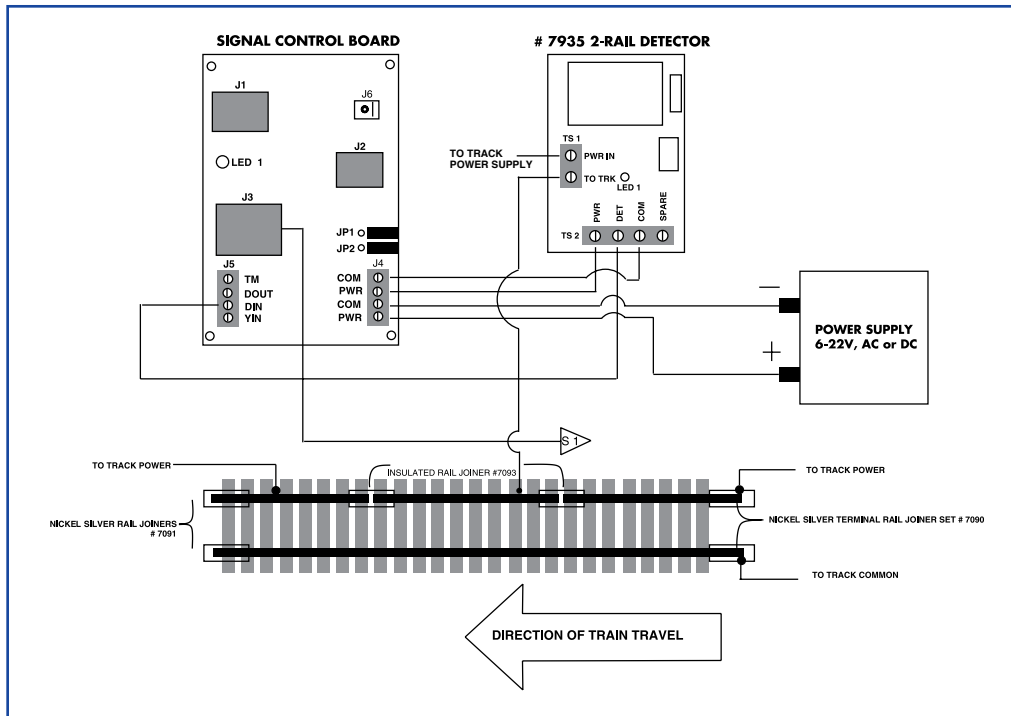 SIGNAL CONTROL BOARD
J1
J6
LED 1
J2
J3
JP1
JP2
J5
TM
DOUT
DIN
YIN
J4
COM
PWR
COM
PWR
# 7935 2-RAIL DETECTOR
TS 1
TO TRACK
POWER SUPPLY
PWR IN
TO TRK
LED 1
PWR
DET
COM
SPARE
TS 2
–
+
POWER SUPPLY
6-22V, AC or DC
S 1
TO TRACK POWER
INSULATED RAIL JOINER #7093
TO TRACK POWER
NICKEL SILVER RAIL JOINERS
# 7091
NICKEL SILVER TERMINAL RAIL JOINER SET # 7090
TO TRACK COMMON
DIRECTION OF TRAIN TRAVEL